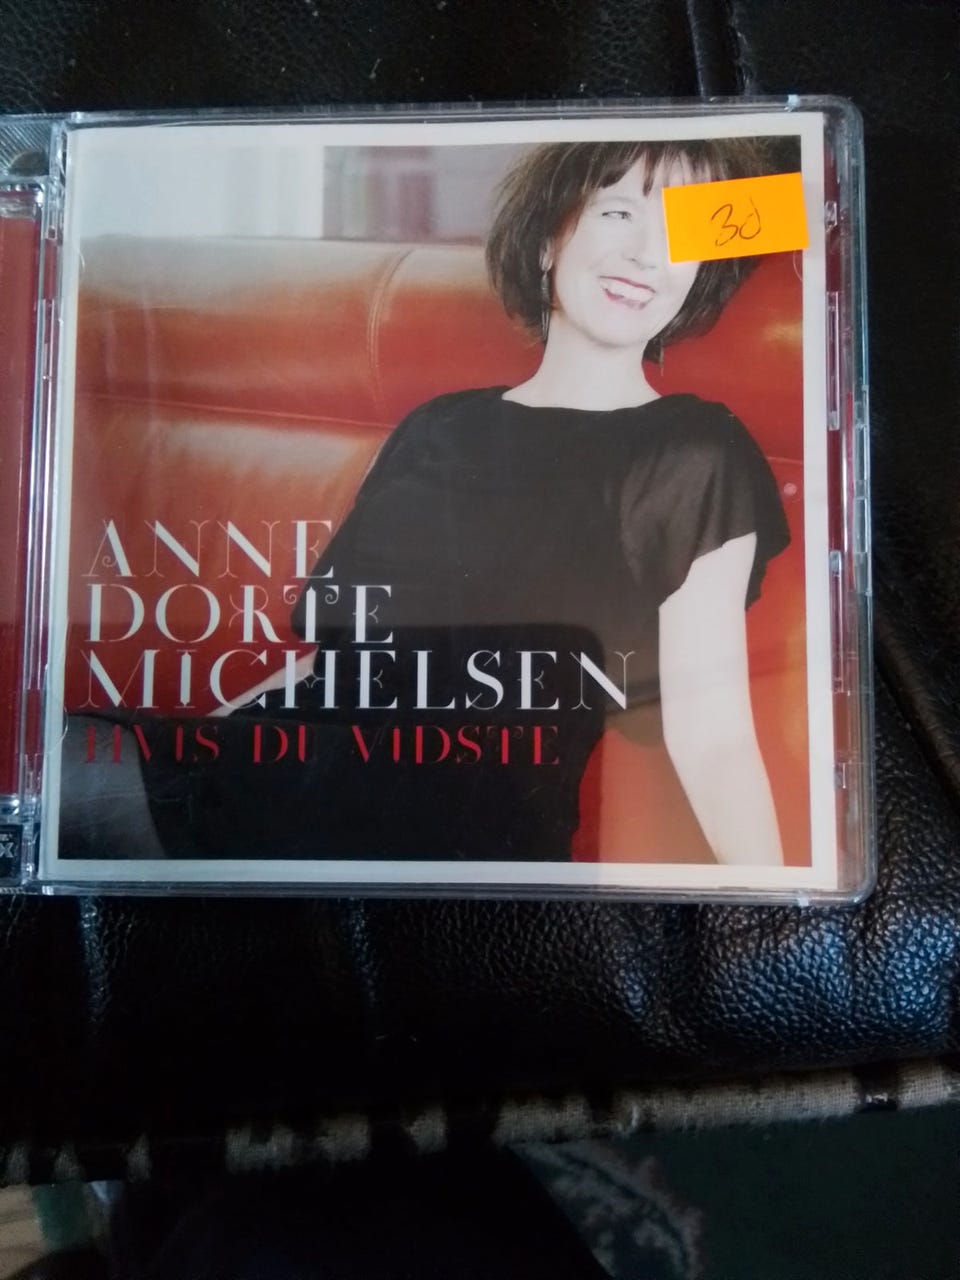 30
ANNE
DORTE
MICHELSEN
HVIS DU VIDSTE